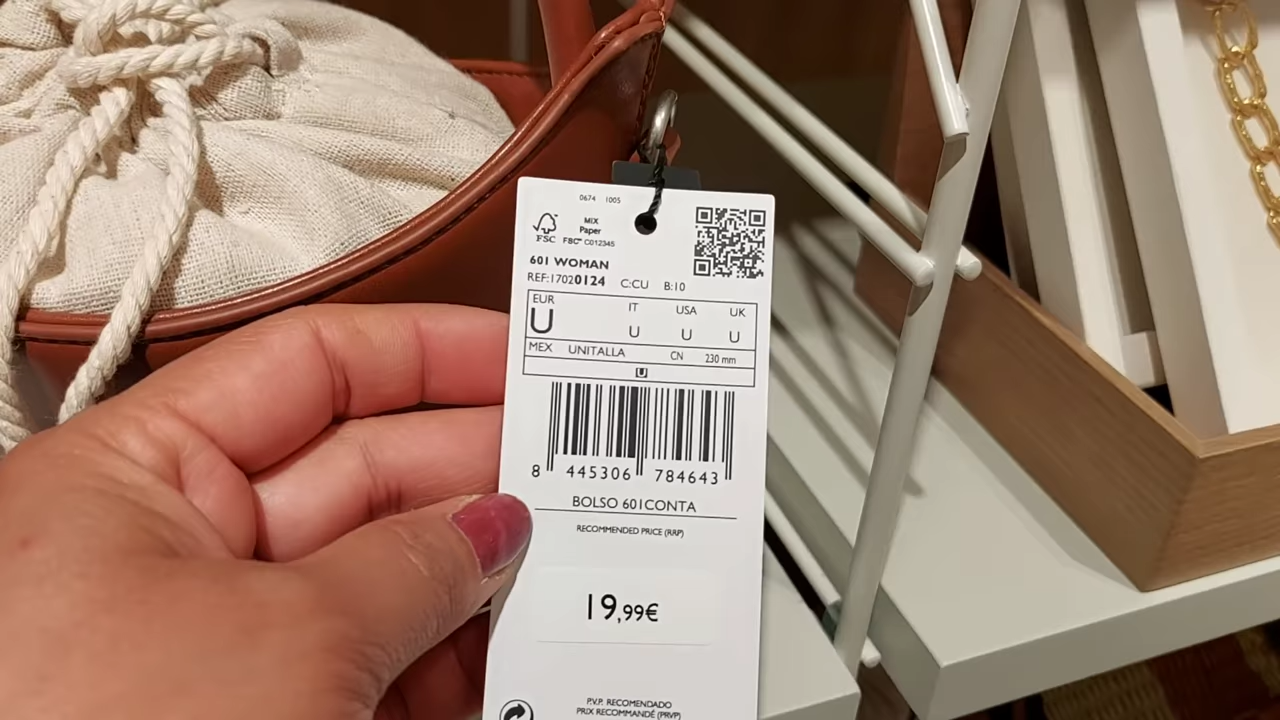 0674 1005
MIX
Paper
FSC FSC™ C012345
601 WOMAN
REF:17020124 C:CU B:10
EUR IT USA UK
U U U U
MEX UNITALLA CN 230 mm
U
8 445306 784643
BOLSO 601CONTA
RECOMMENDED PRICE (RRP)
19,99€
P.V.P. RECOMENDADO
PRIX RECOMMANDÉ (PRVP)